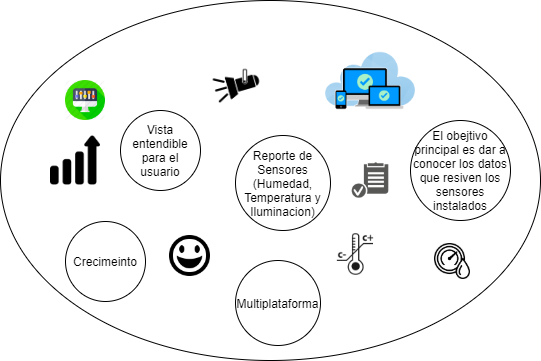 Vista
entendible
para el
usuario
Reporte de
Sensores
(Humedad,
Temperatura y
Iluminacion)
El obejtivo
principal es dar a
conocer los datos
que resiven los
sensores
instalados
c+
c-
Crecimeinto
Multiplataforma